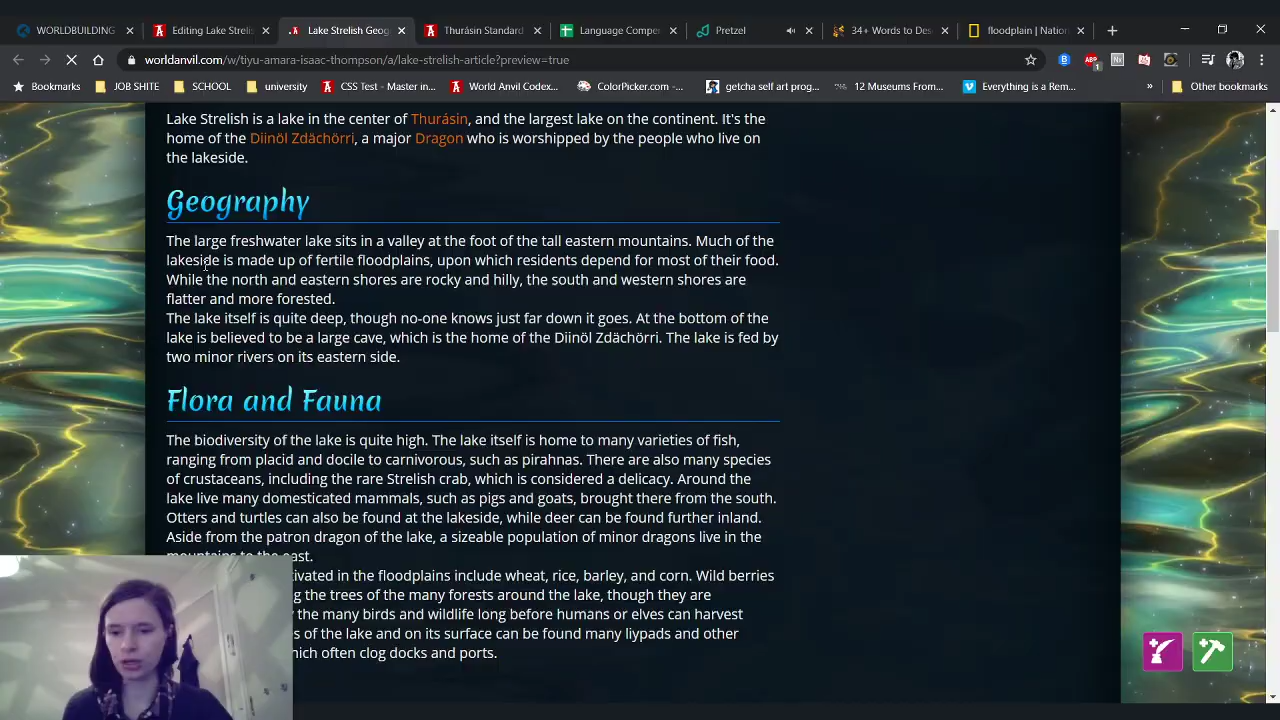 WORLDBUILDING
Editing Lake Streli
Lake Strelish Geog
Thurásin Standard
Language Compe
Pretzel
34+ Words to Des
floodplain | Nation
worldanvil.com/w/tiyu-amara-isaac-thompson/a/lake-strelish-article?preview=true
Bookmarks
JOB SHITE
SCHOOL
university
CSS Test - Master in...
World Anvil Codex...
ColorPicker.com -...
getcha self art prog...
12 Museums From...
Everything is a Rem...
»
Other bookmarks
Lake Strelish is a lake in the center of Thurásin, and the largest lake on the continent. It's the
home of the Diinöl Zdächörri, a major Dragon who is worshipped by the people who live on
the lakeside.
Geography
The large freshwater lake sits in a valley at the foot of the tall eastern mountains. Much of the
lakeside is made up of fertile floodplains, upon which residents depend for most of their food.
While the north and eastern shores are rocky and hilly, the south and western shores are
flatter and more forested.
The lake itself is quite deep, though no-one knows just far down it goes. At the bottom of the
lake is believed to be a large cave, which is the home of the Diinöl Zdächörri. The lake is fed by
two minor rivers on its eastern side.
Flora and Fauna
The biodiversity of the lake is quite high. The lake itself is home to many varieties of fish,
ranging from placid and docile to carnivorous, such as pirahnas. There are also many species
of crustaceans, including the rare Strelish crab, which is considered a delicacy. Around the
lake live many domesticated mammals, such as pigs and goats, brought there from the south.
Otters and turtles can also be found at the lakeside, while deer can be found further inland.
Aside from the patron dragon of the lake, a sizeable population of minor dragons live in the
mountains to the east.
ivated in the floodplains include wheat, rice, barley, and corn. Wild berries
g the trees of the many forests around the lake, though they are
the many birds and wildlife long before humans or elves can harvest
s of the lake and on its surface can be found many liypads and other
hich often clog docks and ports.